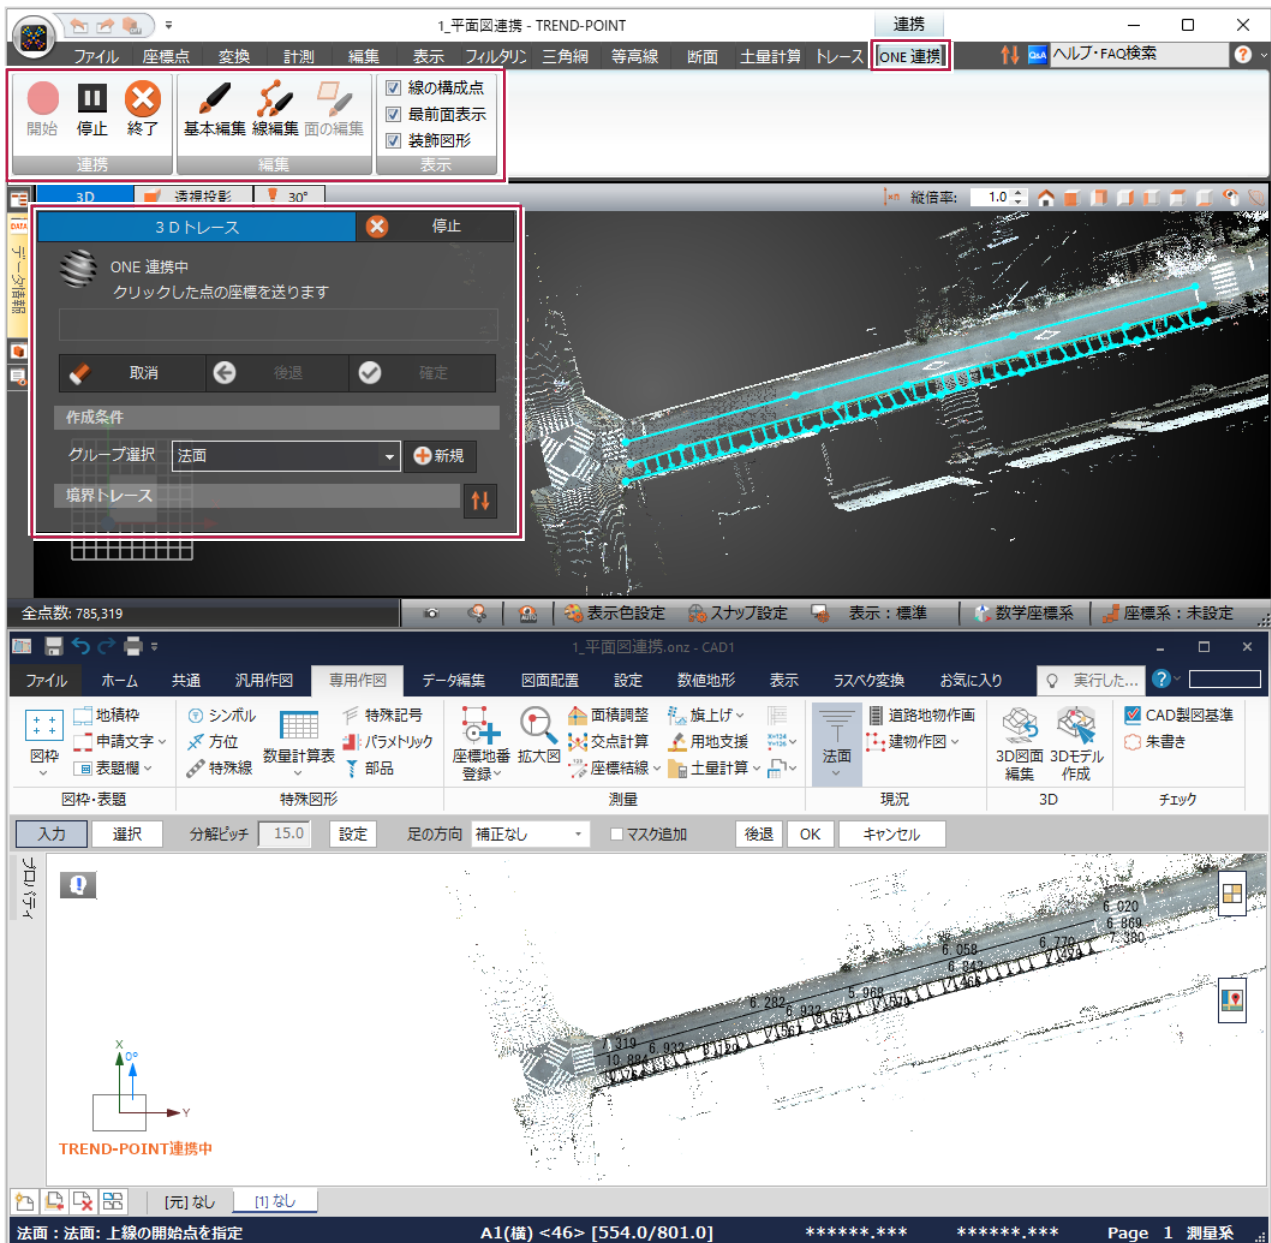 1_平面図連携 - TREND-POINT
連携
ファイル 座標点 変換 計測 編集 表示 フィルタリング 三角網 等高線 断面 土量計算 トレース ONE 連携
Q&A ヘルプ・FAQ検索 ?
線の構成点
最前面表示
装飾図形
開始 停止 終了 基本編集 線編集 面の編集
連携 編集 表示
3D 透視投影 30°
縦倍率: 1.0
DATA
データ情報
3Dトレース 停止
ONE 連携中
クリックした点の座標を送ります
取消 後退 確定
作成条件
グループ選択 法面 新規
境界トレース
全点数: 785,319
表示色設定 スナップ設定 表示：標準 数学座標系 座標系：未設定
1_平面図連携.onz - CAD1
ファイル ホーム 共通 汎用作図 専用作図 データ編集 図面配置 設定 数値地形 表示 ラスベク変換 お気に入り 実行した... ?
地積枠 シンボル 特殊記号 面積調整 旗上げ 道路地物作画 CAD製図基準
申請文字 方位 パラメトリック 交点計算 用地支援 建物作図 朱書き
表題欄 特殊線 部品 座標結線 土量計算
図枠 数量計算表 座標地番登録 拡大図 法面 3D図面編集 3Dモデル作成
図枠・表題 特殊図形 測量 現況 3D チェック
入力 選択 分解ピッチ 15.0 設定 足の方向 補正なし マスク追加 後退 OK キャンセル
プロパティ
6.020
6.869
7.380
6.058
6.770
6.843
7.466
5.968
6.282
6.932
7.319
6.932
10.884
X
0°
Y
TREND-POINT連携中
[元] なし [1] なし
法面：法面: 上線の開始点を指定 A1(横) <46> [554.0/801.0] ******.*** ******.*** Page 1 測量系